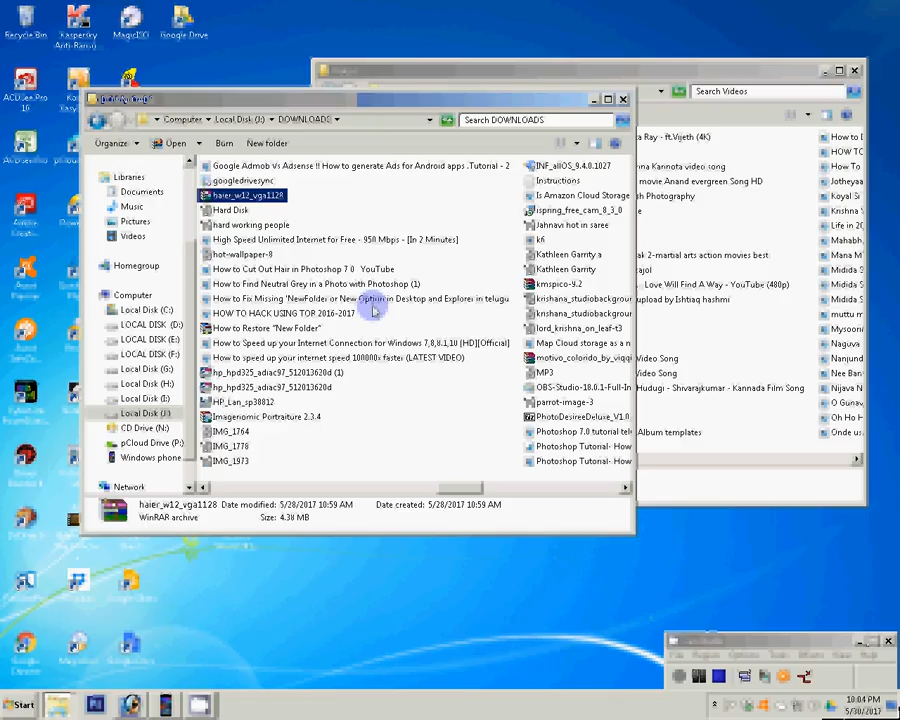 Recycle Bin
Kaspersky
MagicISO
Google Drive
Search Videos
Computer
Local Disk (J:)
DOWNLOADS
Search DOWNLOADS
Organize
Open
Burn
New folder
Libraries
Documents
Music
Pictures
Videos
Homegroup
Computer
Local Disk (C:)
LOCAL DISK (D:)
LOCAL DISK (E:)
LOCAL DISK (F:)
Local Disk (G:)
Local Disk (H:)
Local Disk (I:)
Local Disk (J:)
CD Drive (N:)
pCloud Drive (P:)
Windows phone
Network
Google Admob Vs Adsense !! How to generate Ads for Android apps .Tutorial - 2
googledrivesync
haier_w12_vga1128
Hard Disk
hard working people
High Speed Unlimited Internet for Free - 950 Mbps - [In 2 Minutes]
hot-wallpaper-8
How to Cut Out Hair in Photoshop 7 0 YouTube
How to Find Neutral Grey in a Photo with Photoshop (1)
How to Fix Missing 'NewFolder or New Option in Desktop and Explorer in telugu
HOW TO HACK USING TOR 2016-2017
How to Restore "New Folder"
How to Speed up your Internet Connection for Windows 7,8,8.1,10 [HD][Official]
How to speed up your internet speed 100000x faster (LATEST VIDEO)
hp_hpd325_adiac97_512013620d (1)
hp_hpd325_adiac97_512013620d
HP_Lan_sp38812
Imagenomic Portraiture 2.3.4
IMG_1764
IMG_1778
IMG_1973
INF_allOS_9.4.0.1027
Instructions
Is Amazon Cloud Storage
ispring_free_cam_8_3_0
Jahnavi hot in saree
k6
Kathleen Garrity a
Kathleen Garrity
kmspico-9.2
krishana_studiobackgroun
krishana_studiobackgroun
lord_krishna_on_leaf-t3
Map Cloud storage as a n
motivo_colorido_by_viqqi
MP3
OBS-Studio-18.0.1-Full-In
parrot-image-3
PhotoDesireDeluxe_V1.0
Photoshop 7.0 tutorial tel
Photoshop Tutorial- How
Photoshop Tutorial- How
a Ray - ft.Vijeth (4K)
nna Kannota video song
movie Anand evergreen Song HD
h Photography
2 - martial arts action movies best
ajol
Love Will Find A Way - YouTube (480p)
upload by Ishtiaq hashmi
Video Song
Video Song
Hudugi - Shivarajkumar - Kannada Film Song
Album templates
How to D
HOW TO
How To
Jotheyaa
Koyal Si
Krishna
Life in 20
Mahabh,
Midida S
Midida S
Midida S
mutty
Mysooni
Naguva
Nanjund
Nee Ban
Nijava N
O Gunav
Oh Ho H
Onde us
haier_w12_vga1128 Date modified: 5/28/2017 10:59 AM Date created: 5/28/2017 10:59 AM
WinRAR archive Size: 4.38 MB
Start
10:04 PM
5/30/2017